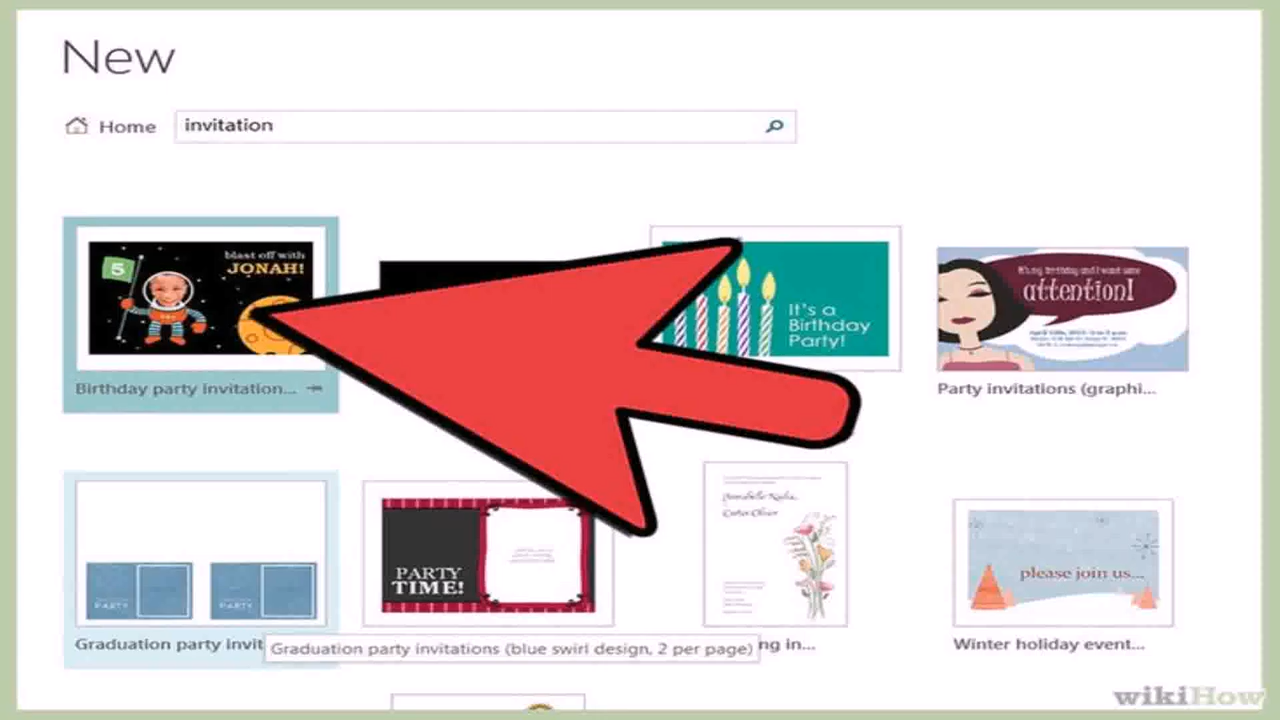 New
Home
invitation
5
blast off with
JONAH!
It's a
Birthday
Party!
It's my birthday and I want some
attention!
Birthday party invitation...
Party invitations (graphi...
PARTY
PARTY
PARTY
TIME!
please join us...
Graduation party invit
Graduation party invitations (blue swirl design, 2 per page)
ng in...
Winter holiday event...
wikiHow